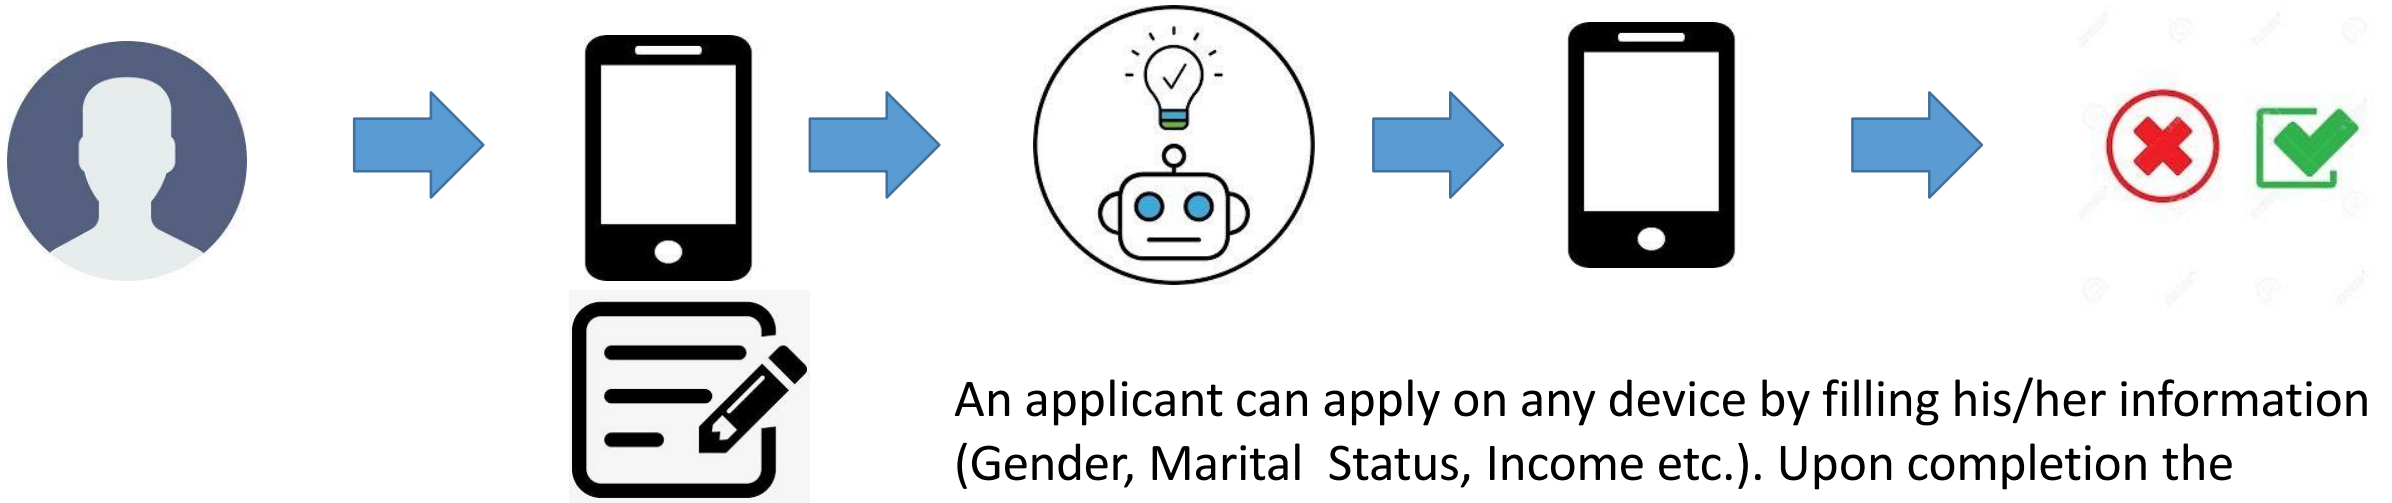 An applicant can apply on any device by filling his/her information
(Gender, Marital Status, Income etc.). Upon completion the